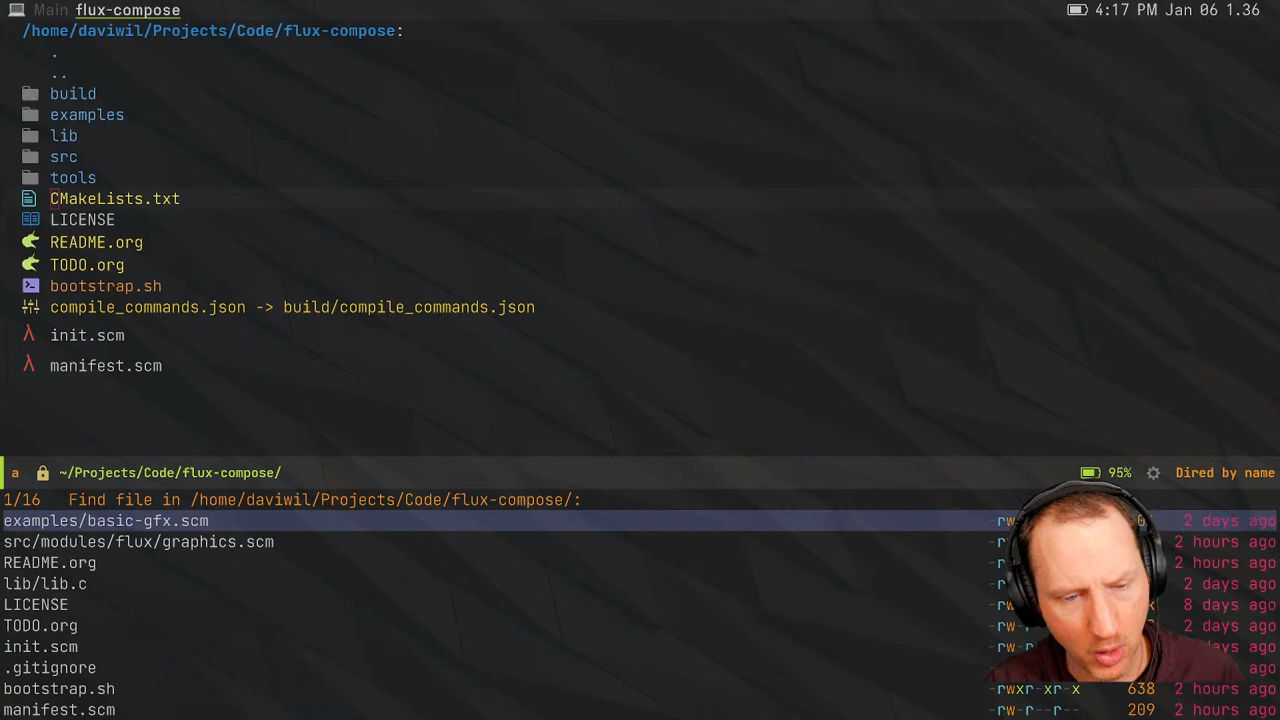 Main flux-compose 4:17 PM Jan 06 1.36
/home/daviwil/Projects/Code/flux-compose:
.
..
build
examples
lib
src
tools
CMakeLists.txt
LICENSE
README.org
TODO.org
bootstrap.sh
compile_commands.json -> build/compile_commands.json
init.scm
manifest.scm
a ~/Projects/Code/flux-compose/ 95% Dired by name
1/16 Find file in /home/daviwil/Projects/Code/flux-compose/:
examples/basic-gfx.scm 2 days ago
src/modules/flux/graphics.scm 2 hours ago
README.org 2 hours ago
lib/lib.c 2 days ago
LICENSE 8 days ago
TODO.org 2 days ago
init.scm ago
.gitignore ago
bootstrap.sh -rwxr-xr-x 638 2 hours ago
manifest.scm -rw-r--r-- 209 2 hours ago